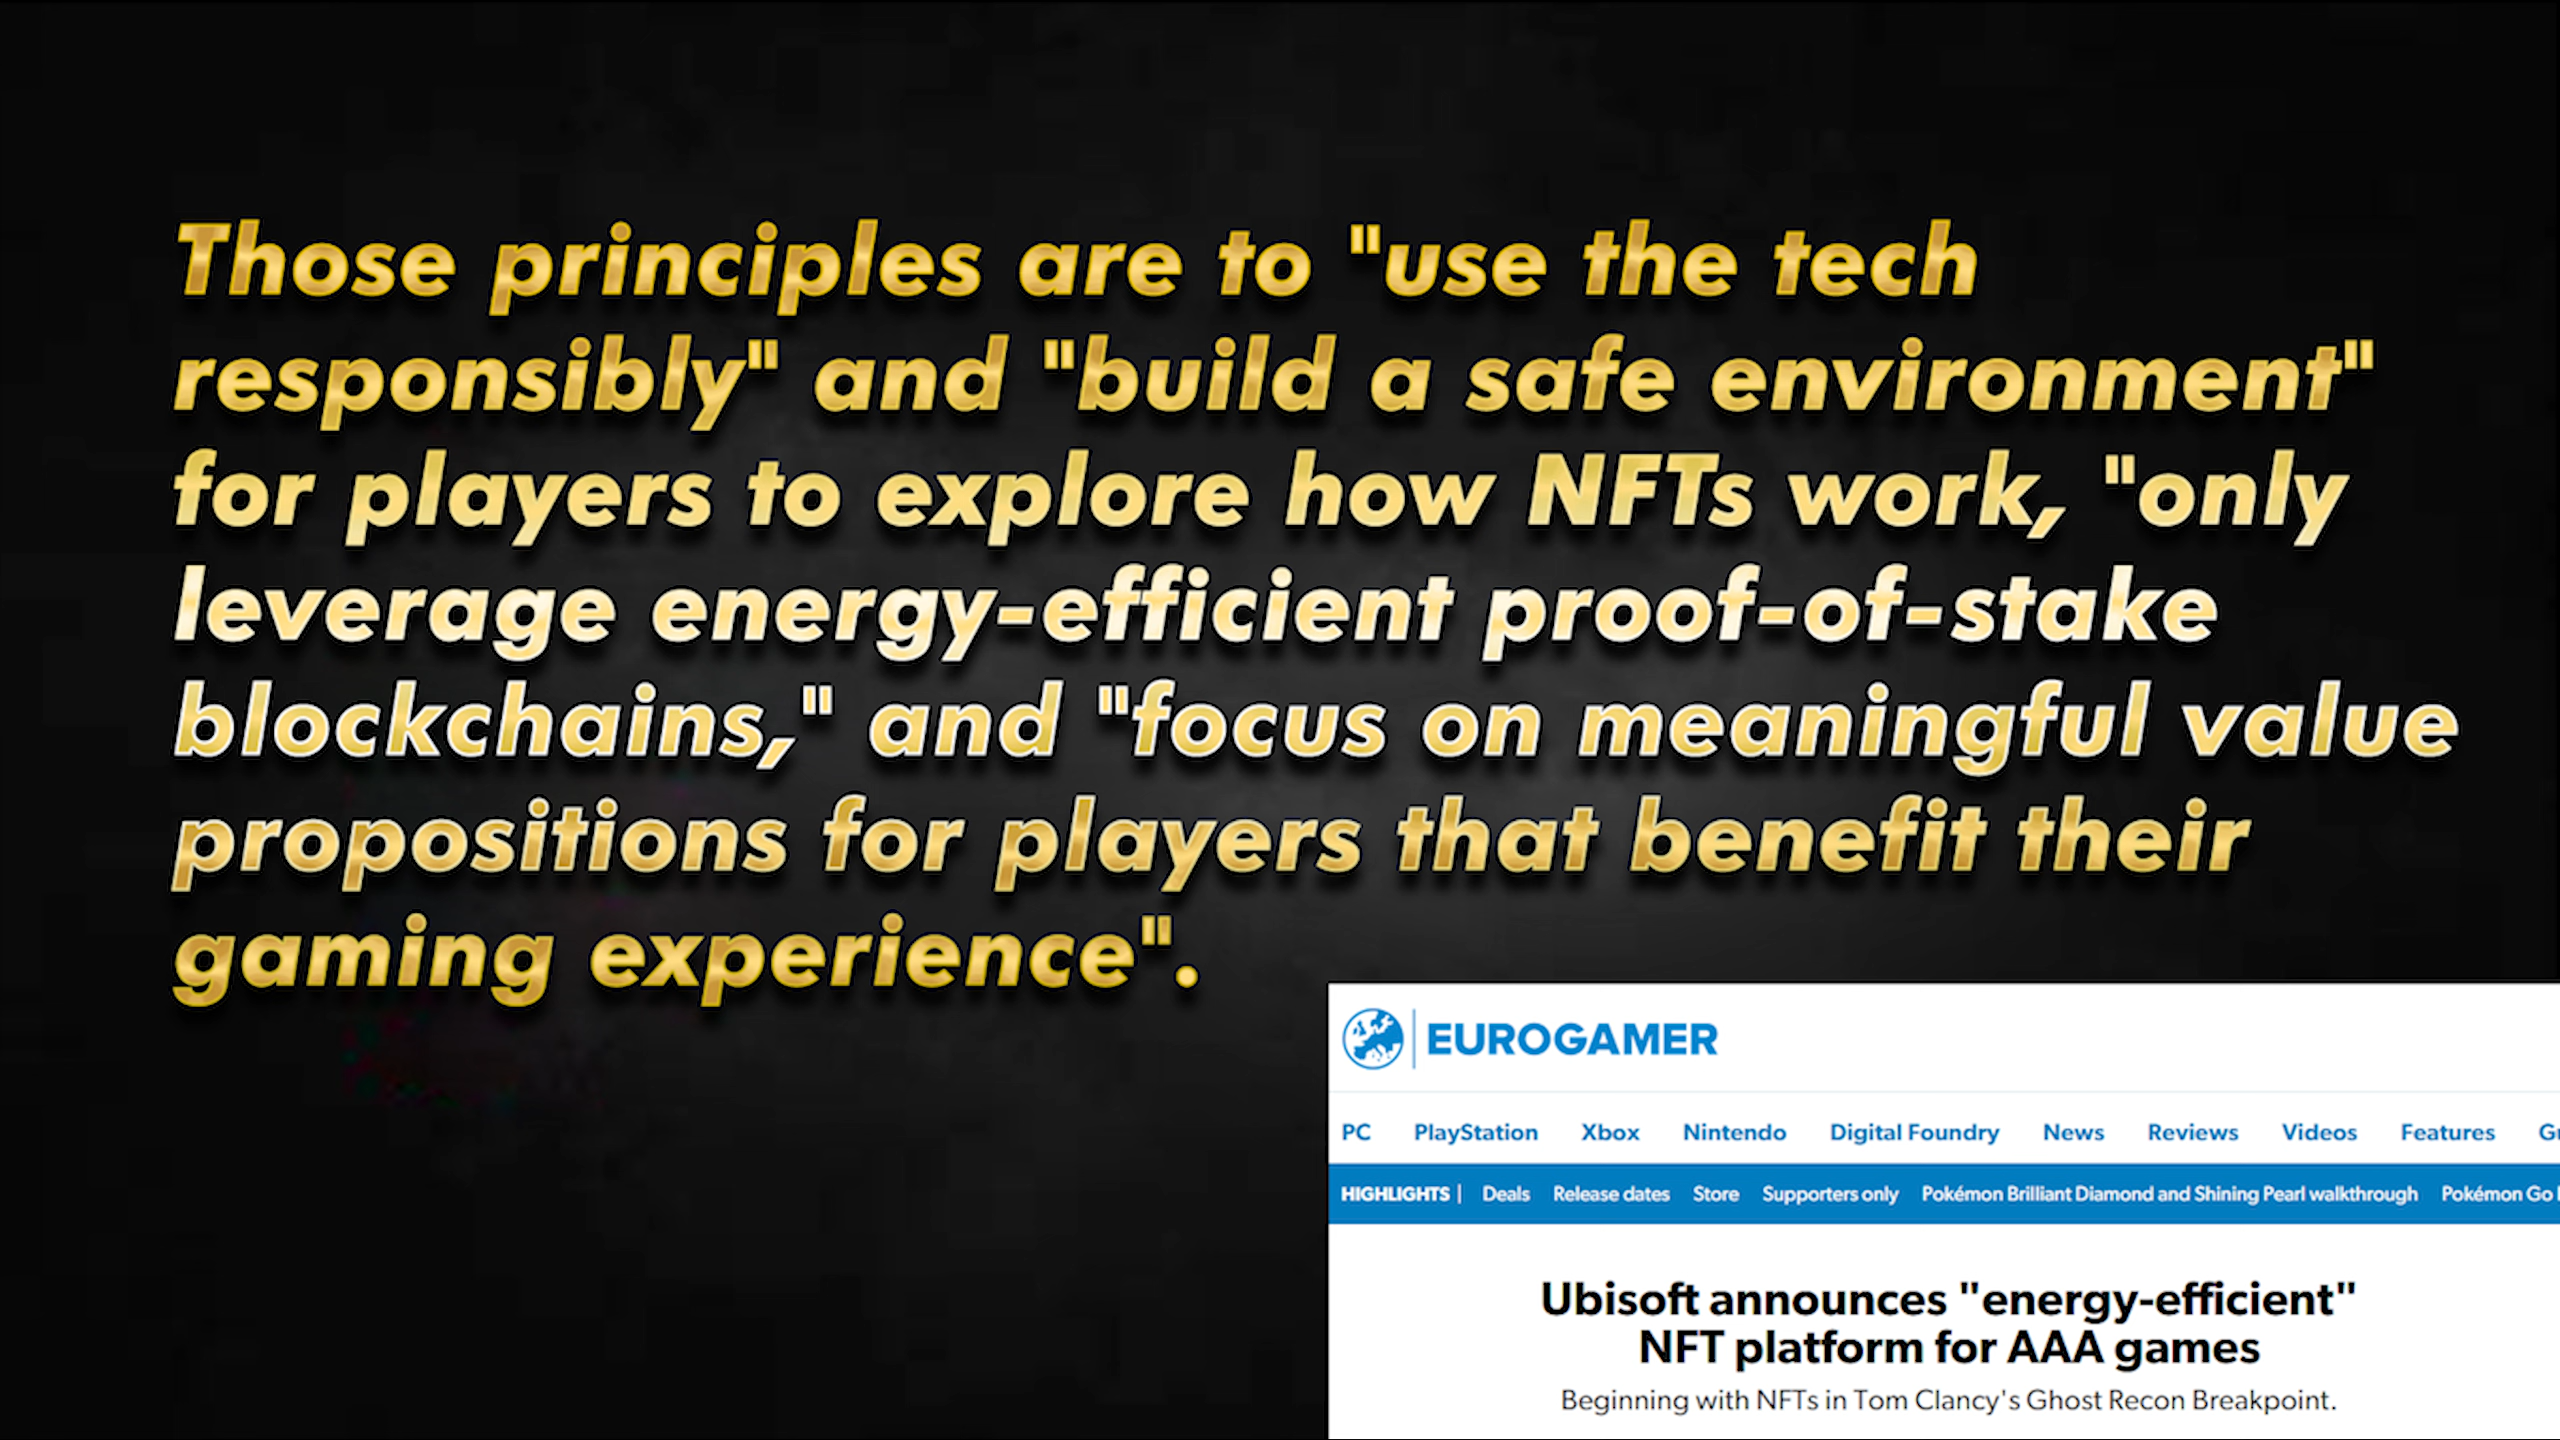 Those principles are to "use the tech
responsibly" and "build a safe environment"
for players to explore how NFTs work, "only
leverage energy-efficient proof-of-stake
blockchains," and "focus on meaningful value
propositions for players that benefit their
gaming experience".
EUROGAMER
PC PlayStation Xbox Nintendo Digital Foundry News Reviews Videos Features
HIGHLIGHTS | Deals Release dates Store Supporters only Pokémon Brilliant Diamond and Shining Pearl walkthrough Pokémon Go
Ubisoft announces "energy-efficient"
NFT platform for AAA games
Beginning with NFTs in Tom Clancy's Ghost Recon Breakpoint.